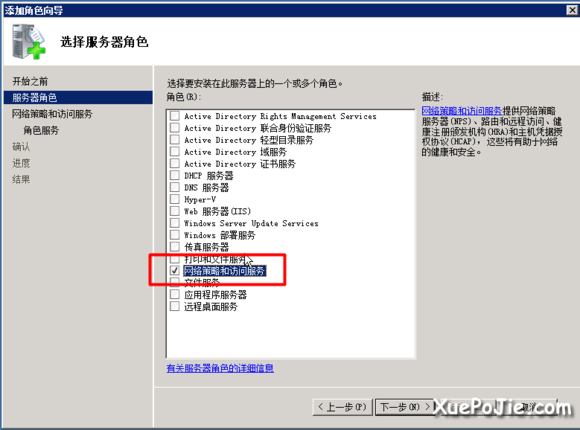 添加角色向导
选择服务器角色
开始之前
服务器角色
网络策略和访问服务
角色服务
确认
进度
结果
选择要安装在此服务器上的一个或多个角色。
角色(R):
Active Directory Rights Management Services
Active Directory 联合身份验证服务
Active Directory 轻型目录服务
Active Directory 域服务
Active Directory 证书服务
DHCP 服务器
DNS 服务器
Hyper-V
Web 服务器(IIS)
Windows Server Update Services
Windows 部署服务
传真服务器
打印和文件服务
网络策略和访问服务
文件服务
应用程序服务器
远程桌面服务
有关服务器角色的详细信息
描述:
网络策略和访问服务提供网络策略
服务器(NPS)、路由和远程访问、健
康注册颁发机构(HRA)和主机凭据授
权协议(HCAP)，这些将有助于网络
的健康和安全。
< 上一步(P)
下一步(N) >
取消
XuePoJie.com